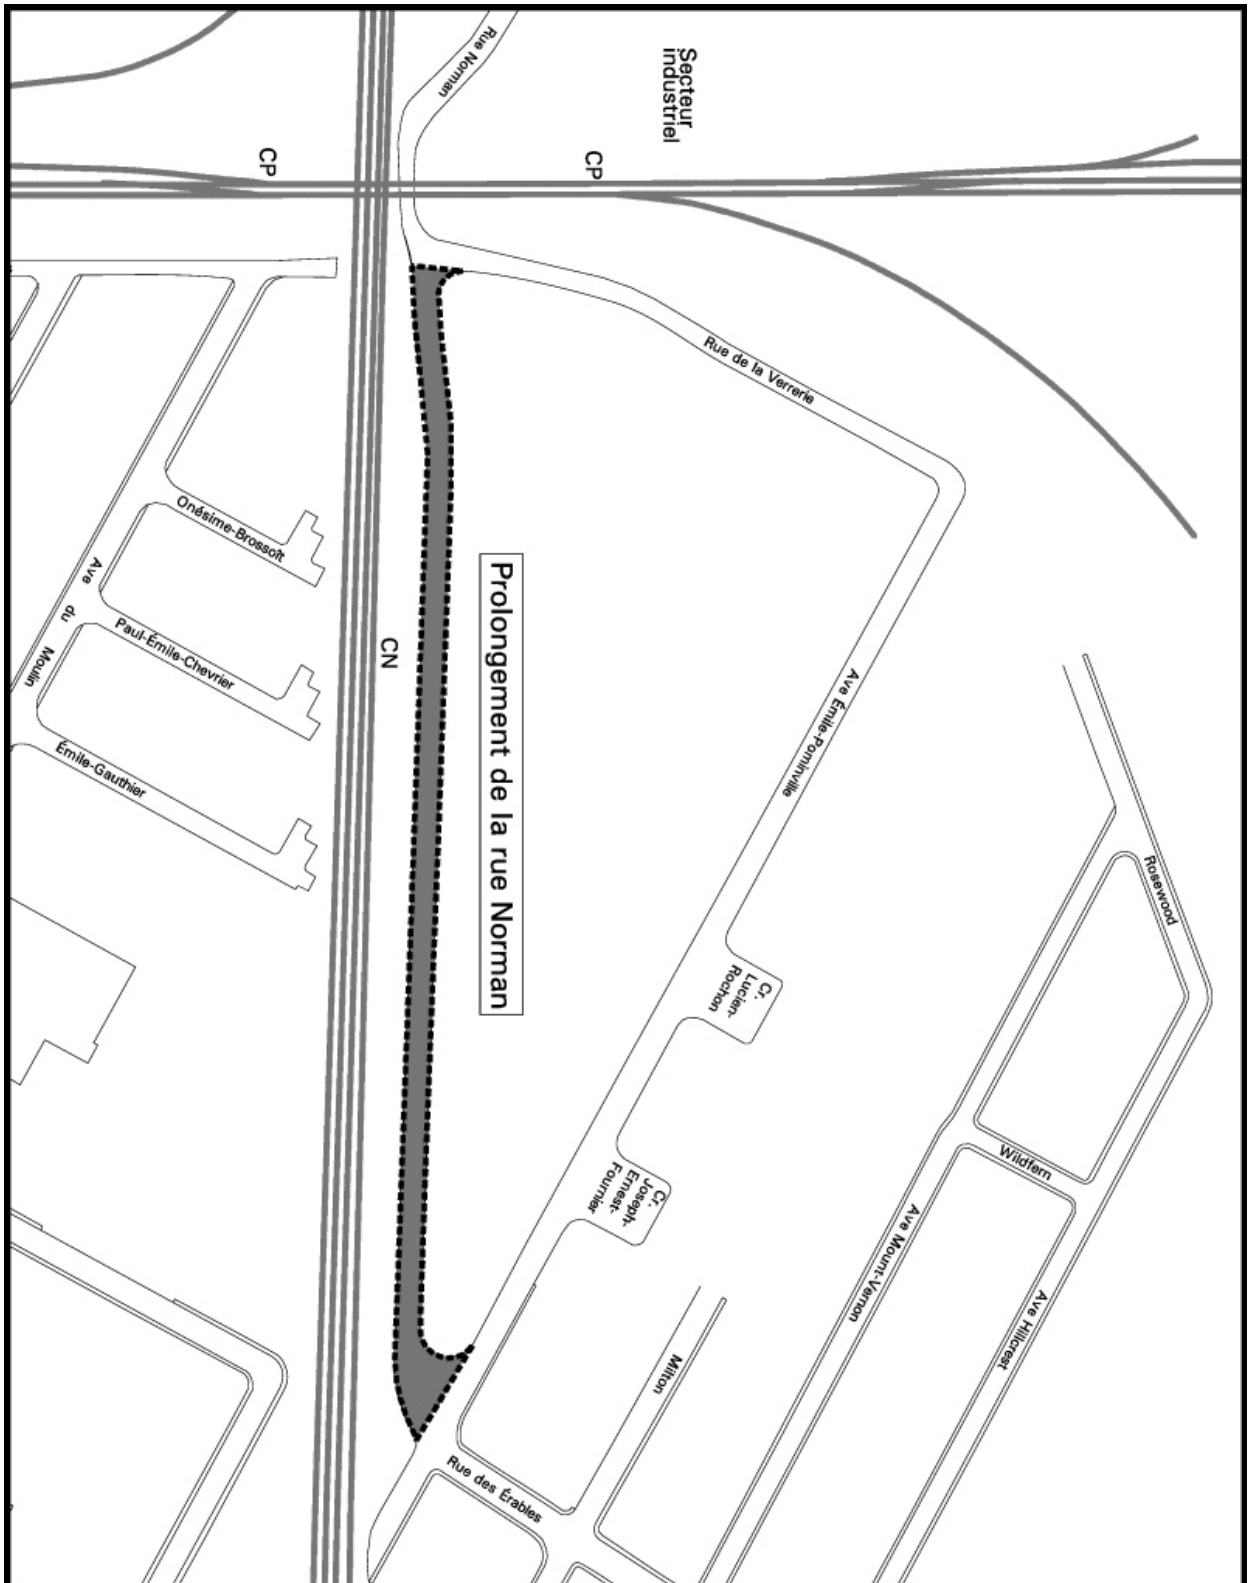 Rue Norman
Secteur
industriel
CP
CP
Rue de la Verrerie
Onésime-Brossoît
Ave du Moulin
Paul-Émile-Chevrier
Émile-Gauthier
CN
Prolongement de la rue Norman
Ave Émile-Pominville
Rosewood
Cr.
Lucien-
Rochon
Wildfern
Cr.
Joseph-
Ernest-
Fournier
Ave Mount-Vernon
Ave Hillcrest
Milton
Rue des Érables